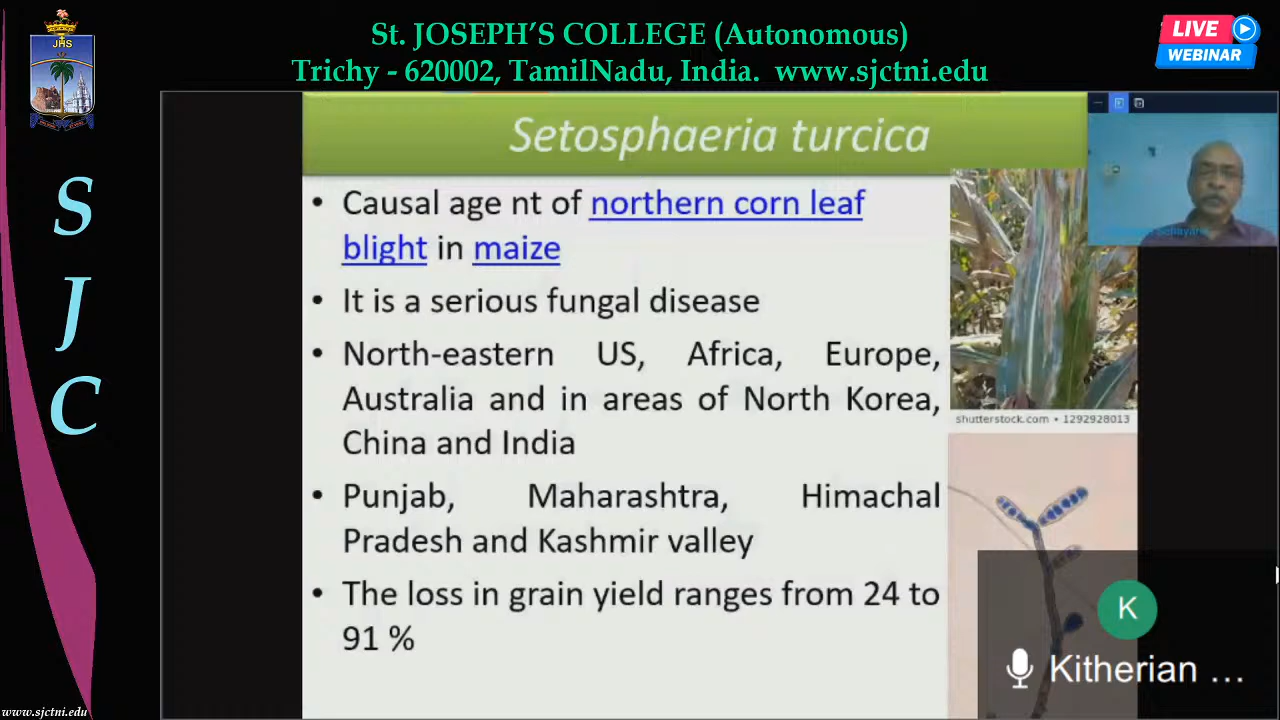 St. JOSEPH'S COLLEGE (Autonomous)
Trichy - 620002, TamilNadu, India. www.sjctni.edu
JHS
LIVE
WEBINAR
S
J
C
Setosphaeria turcica
• Causal age nt of northern corn leaf
blight in maize
• It is a serious fungal disease
• North-eastern US, Africa, Europe,
Australia and in areas of North Korea,
China and India
• Punjab, Maharashtra, Himachal
Pradesh and Kashmir valley
• The loss in grain yield ranges from 24 to
91 %
shutterstock.com • 1292928013
K
Kitherian ...
www.sjctni.edu